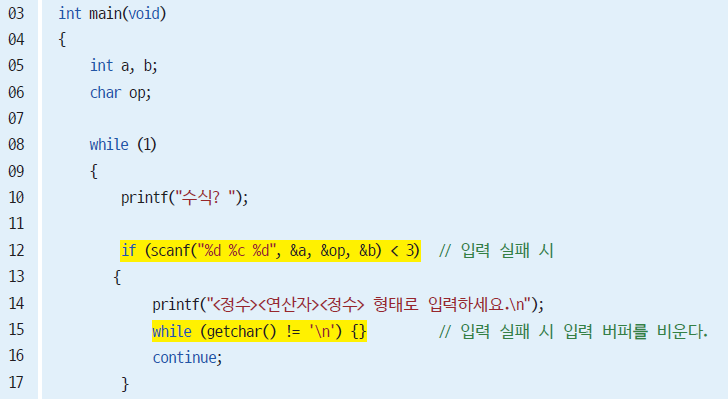 03 int main(void)
04 {
05 int a, b;
06 char op;
07
08 while (1)
09 {
10 printf("수식? ");
11
12 if (scanf("%d %c %d", &a, &op, &b) < 3) // 입력 실패 시
13 {
14 printf("<정수><연산자><정수> 형태로 입력하세요.\n");
15 while (getchar() != '\n') {} // 입력 실패 시 입력 버퍼를 비운다.
16 continue;
17 }